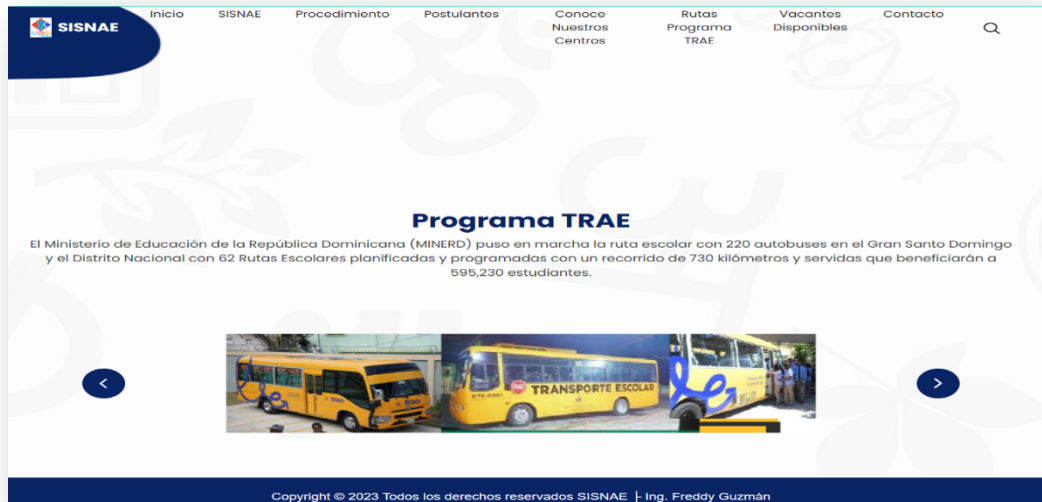 SISNAE
Inicio
SISNAE
Procedimiento
Postulantes
Conoce
Nuestros
Centros
Rutas
Programa
TRAE
Vacantes
Disponibles
Contacto
Programa TRAE
El Ministerio de Educación de la República Dominicana (MINERD) puso en marcha la ruta escolar con 220 autobuses en el Gran Santo Domingo
y el Distrito Nacional con 62 Rutas Escolares planificadas y programadas con un recorrido de 730 kilómetros y servidas que beneficiarán a
595,230 estudiantes.
TRANSPORTE ESCOLAR
Copyright © 2023 Todos los derechos reservados SISNAE | Ing. Freddy Guzmán